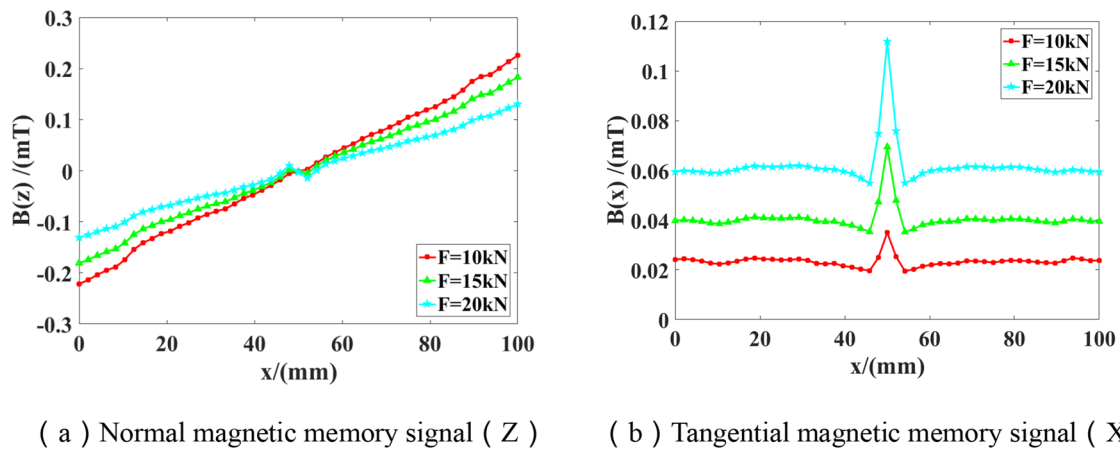 0.3
0.2
0.1
0
-0.1
-0.2
-0.3
B(z) /(mT)
0 20 40 60 80 100
x/(mm)
F=10kN
F=15kN
F=20kN
0.12
0.1
0.08
0.06
0.04
0.02
0
B(x) /(mT)
0 20 40 60 80 100
x/(mm)
F=10kN
F=15kN
F=20kN
( a ) Normal magnetic memory signal ( Z )
( b ) Tangential magnetic memory signal ( X